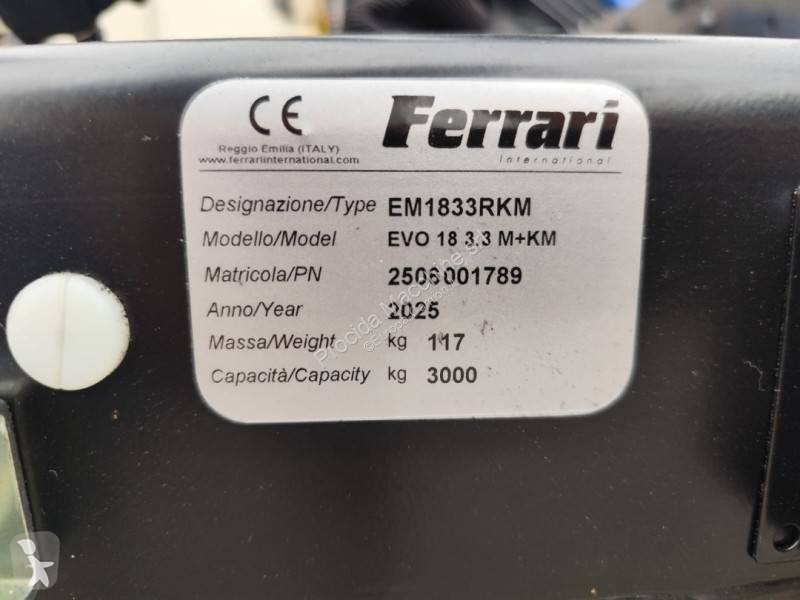 CE
Ferrari
Reggio Emilia (ITALY)
International
www.ferrariinternational.com
Designazione/Type EM1833RKM
Modello/Model EVO 18 3.3 M+KM
Matricola/PN 2506001789
Anno/Year 2025
Massa/Weight kg 117
Capacità/Capacity kg 3000